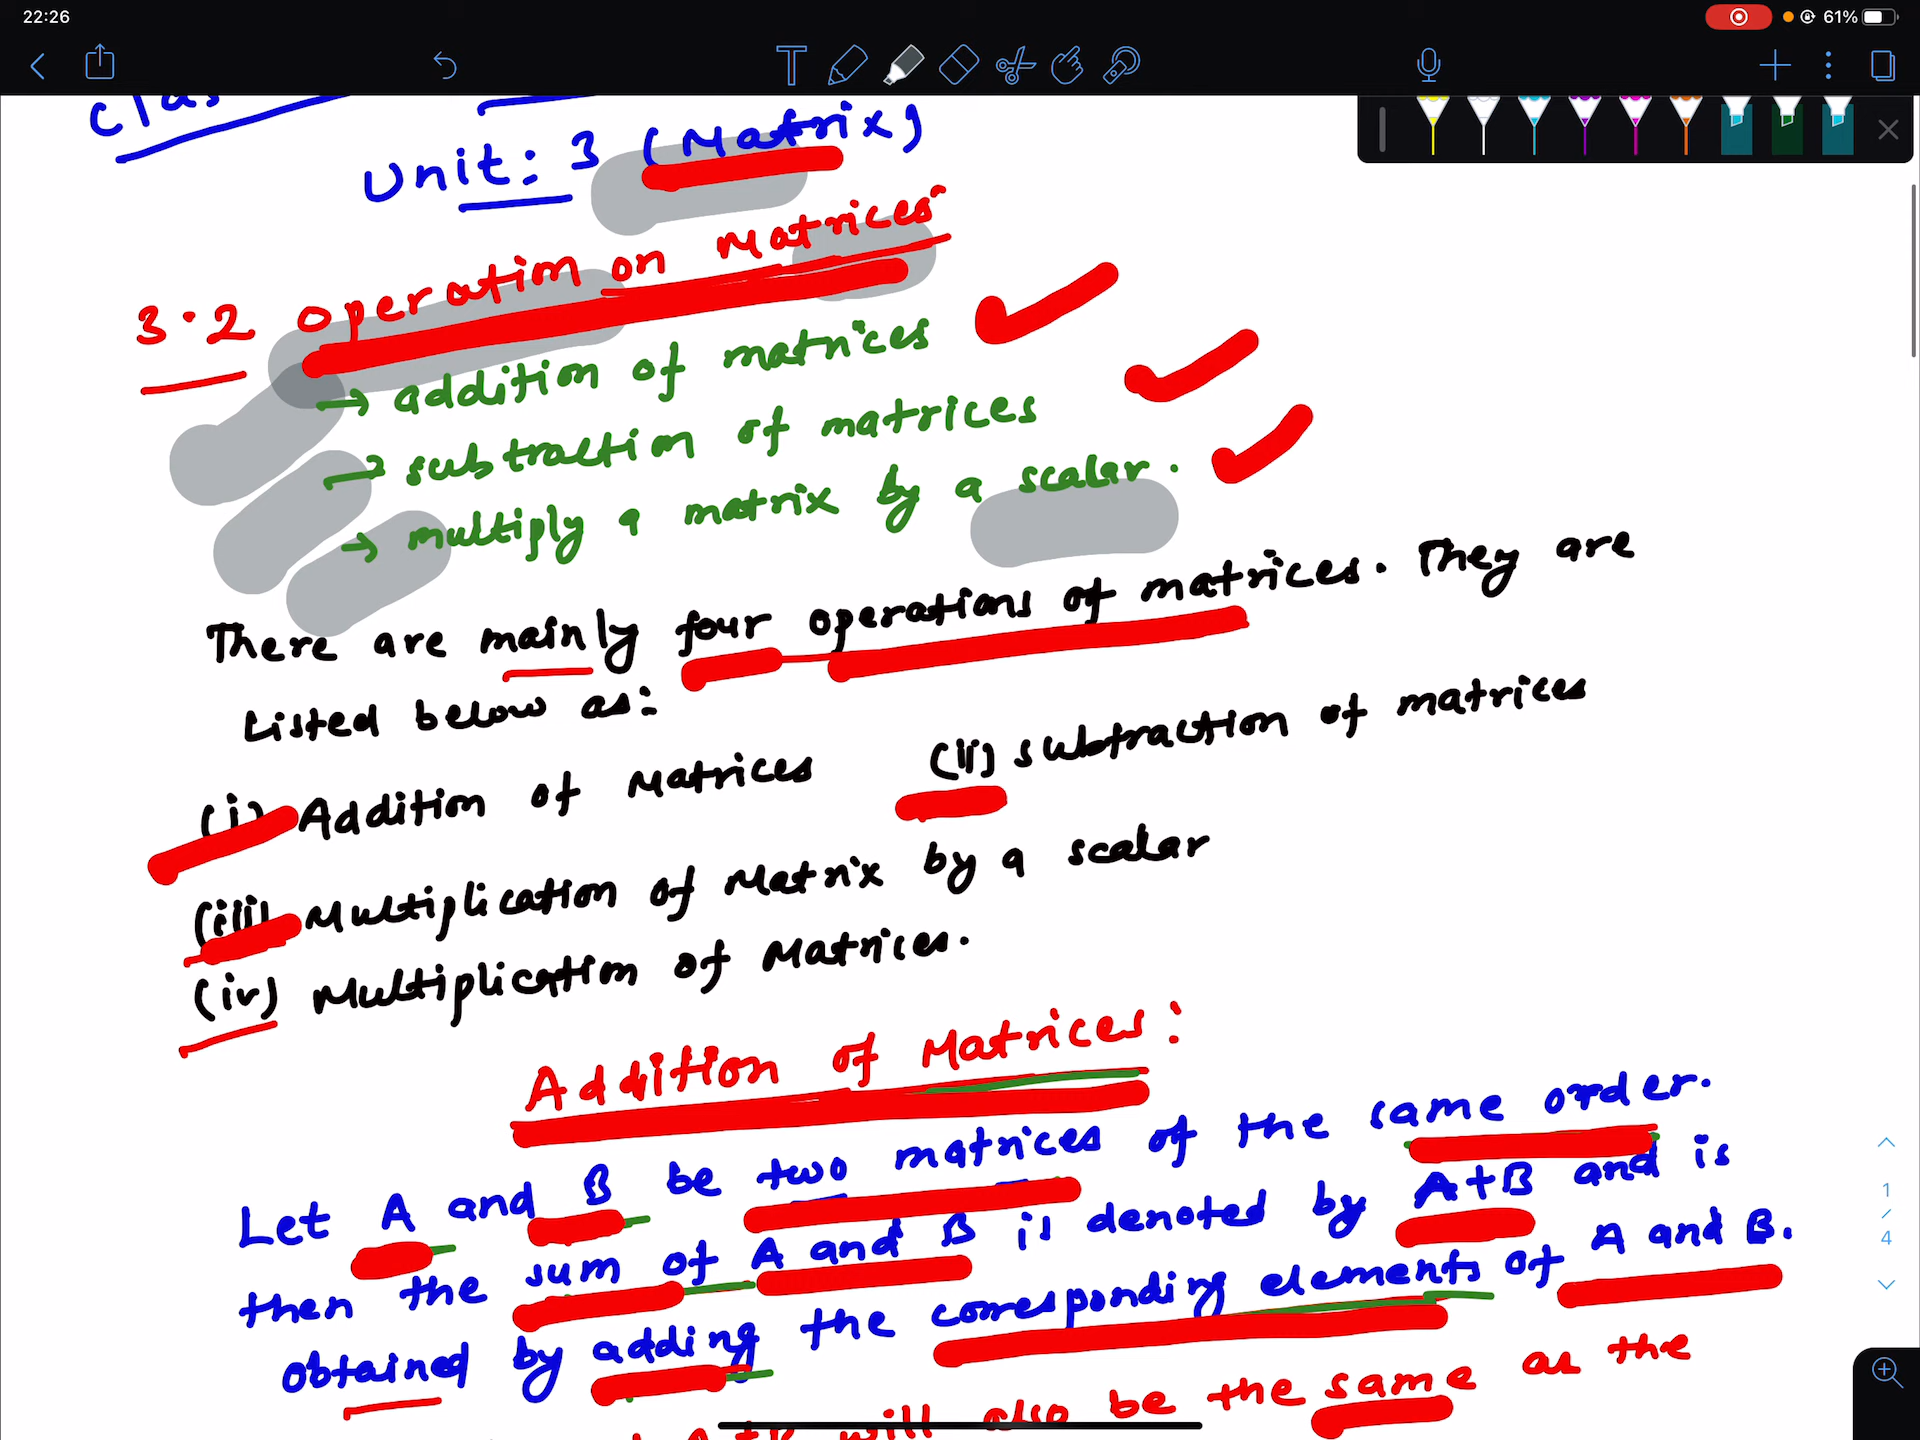 22:26
61%
Unit: 3 (Matrix)
3.2 operation on Matrices
→ addition of matrices
→ subtraction of matrices
→ multiply a matrix by a scalar.
There are mainly four operations of matrices. They are
Listed below as:
(i) Addition of Matrices (ii) subtraction of matrices
(iii) Multiplication of Matrix by a scalar
(iv) Multiplication of Matrices.
Addition of Matrices:
Let A and B be two matrices of the same order.
then the sum of A and B is denoted by A+B and is
obtained by adding the corresponding elements of A and B.
will also be the same as the
1/4